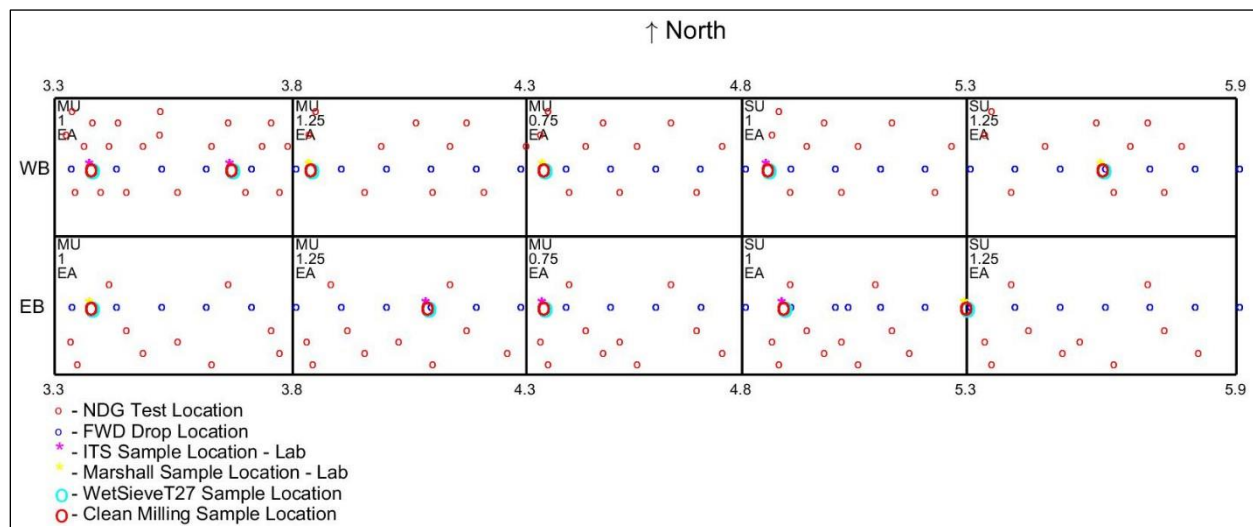 ↑ North
3.3 3.8 4.3 4.8 5.3 5.9
MU MU MU SU SU
1 1.25 0.75 1 1.25
EA EA EA EA EA
WB
MU MU MU SU SU
1 1.25 0.75 1 1.25
EA EA EA EA EA
EB
3.3 3.8 4.3 4.8 5.3 5.9
o - NDG Test Location
o - FWD Drop Location
* - ITS Sample Location - Lab
* - Marshall Sample Location - Lab
O - WetSieveT27 Sample Location
O - Clean Milling Sample Location